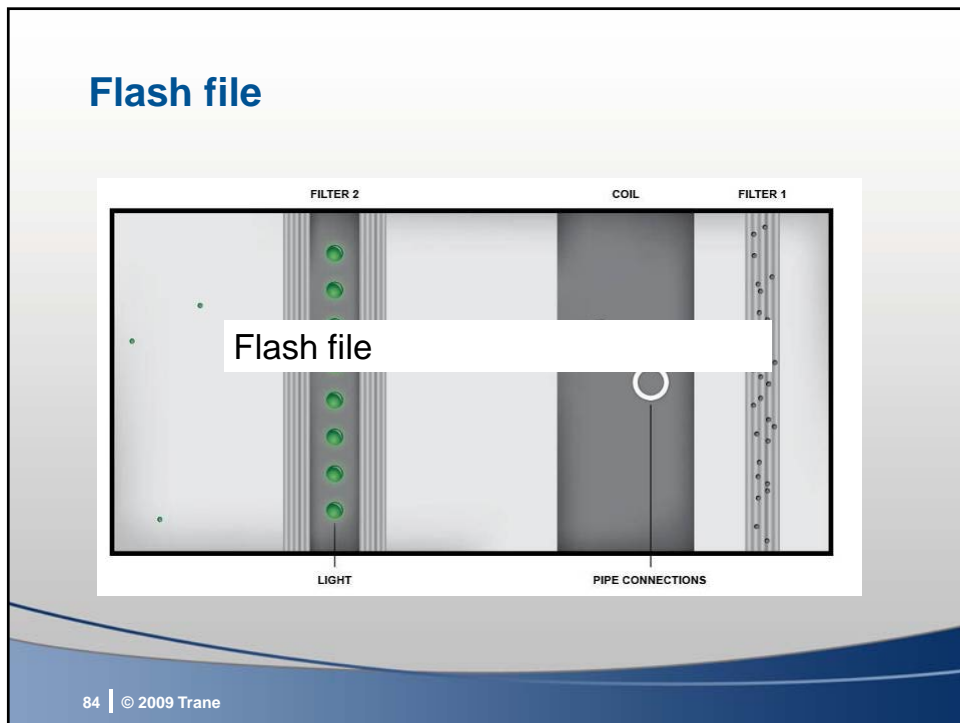 Flash file
FILTER 2 COIL FILTER 1
Flash file
LIGHT PIPE CONNECTIONS
84 © 2009 Trane